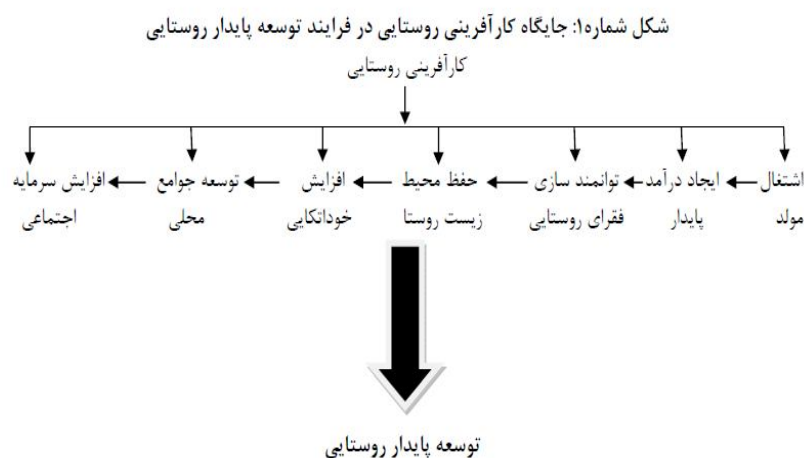 شکل شماره۱: جایگاه کارآفرینی روستایی در فرایند توسعه پایدار روستایی
کارآفرینی روستایی
اشتغال
مولد
ایجاد درآمد
پایدار
توانمند سازی
فقرای روستایی
حفظ محیط
زیست روستا
افزایش
خوداتکایی
توسعه جوامع
محلی
افزایش سرمایه
اجتماعی
توسعه پایدار روستایی